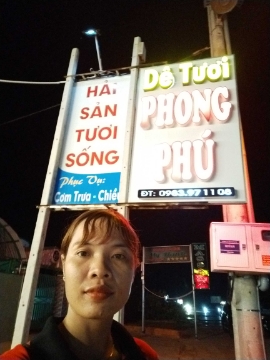 HẢI
SẢN
TƯƠI
SỐNG
Phục Vụ:
Cơm Trưa - Chiều
Dê Tươi
PHONG
PHÚ
ĐT: 0963.971108